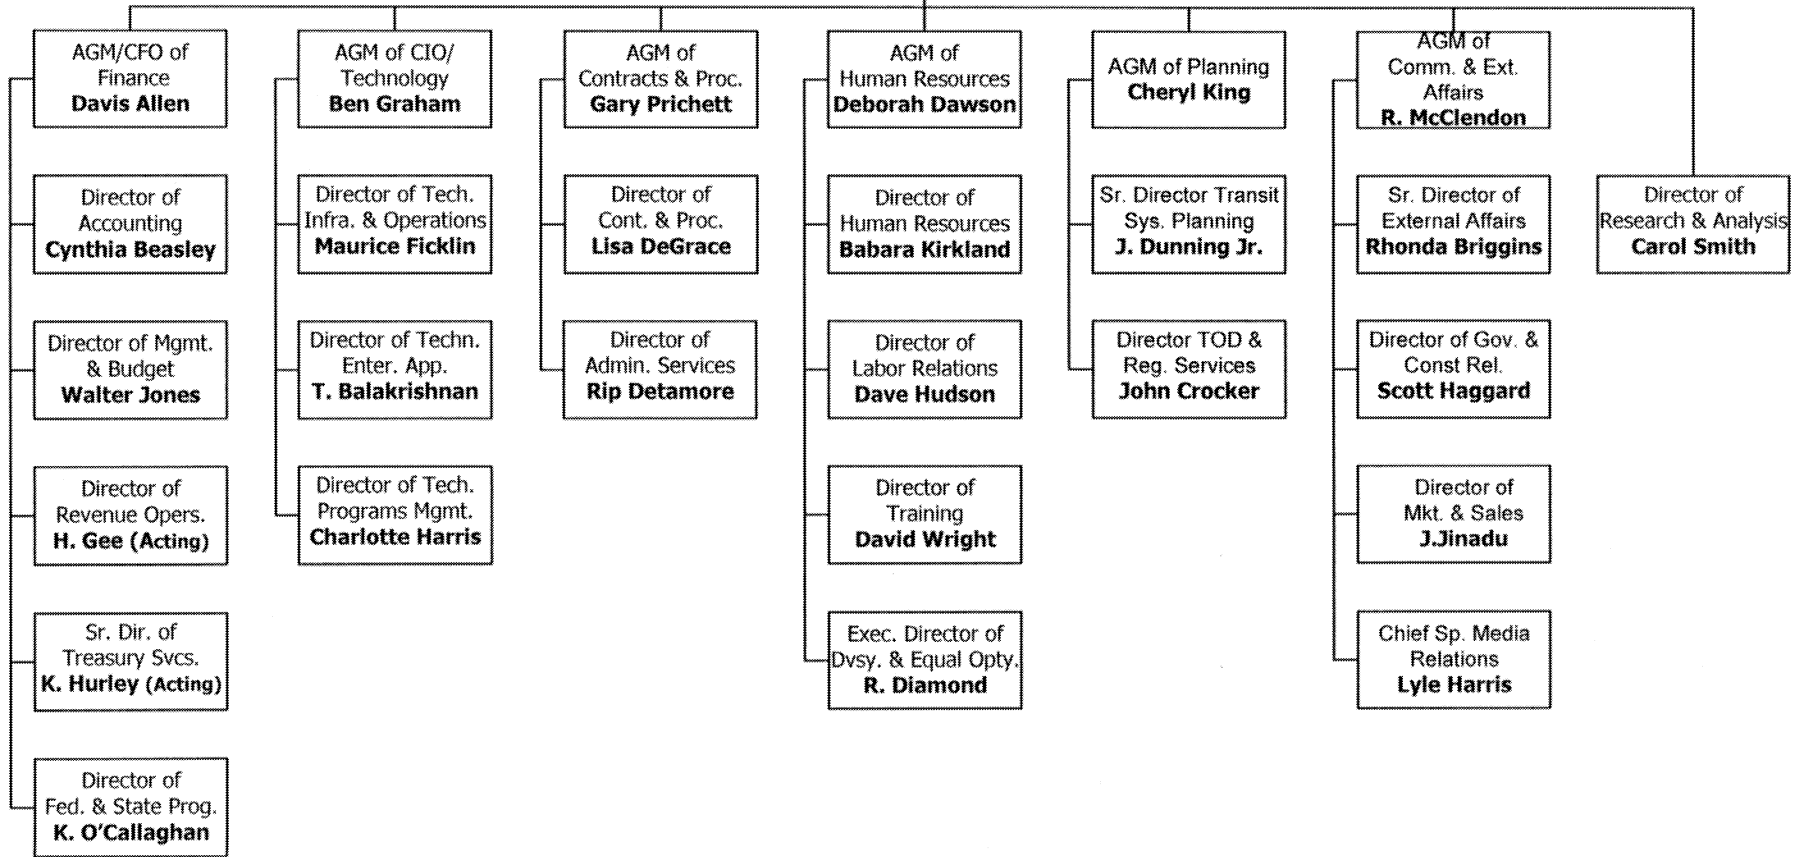 AGM/CFO of
Finance
Davis Allen
Director of
Accounting
Cynthia Beasley
Director of Mgmt.
& Budget
Walter Jones
Director of
Revenue Opers.
H. Gee (Acting)
Sr. Dir. of
Treasury Svcs.
K. Hurley (Acting)
Director of
Fed. & State Prog.
K. O'Callaghan
AGM of CIO/
Technology
Ben Graham
Director of Tech.
Infra. & Operations
Maurice Ficklin
Director of Techn.
Enter. App.
T. Balakrishnan
Director of Tech.
Programs Mgmt.
Charlotte Harris
AGM of
Contracts & Proc.
Gary Prichett
Director of
Cont. & Proc.
Lisa DeGrace
Director of
Admin. Services
Rip Detamore
AGM of
Human Resources
Deborah Dawson
Director of
Human Resources
Babara Kirkland
Director of
Labor Relations
Dave Hudson
Director of
Training
David Wright
Exec. Director of
Dvsy. & Equal Opty.
R. Diamond
AGM of Planning
Cheryl King
Sr. Director Transit
Sys. Planning
J. Dunning Jr.
Director TOD &
Reg. Services
John Crocker
AGM of
Comm. & Ext.
Affairs
R. McClendon
Sr. Director of
External Affairs
Rhonda Briggins
Director of Gov. &
Const Rel.
Scott Haggard
Director of
Mkt. & Sales
J.Jinadu
Chief Sp. Media
Relations
Lyle Harris
Director of
Research & Analysis
Carol Smith